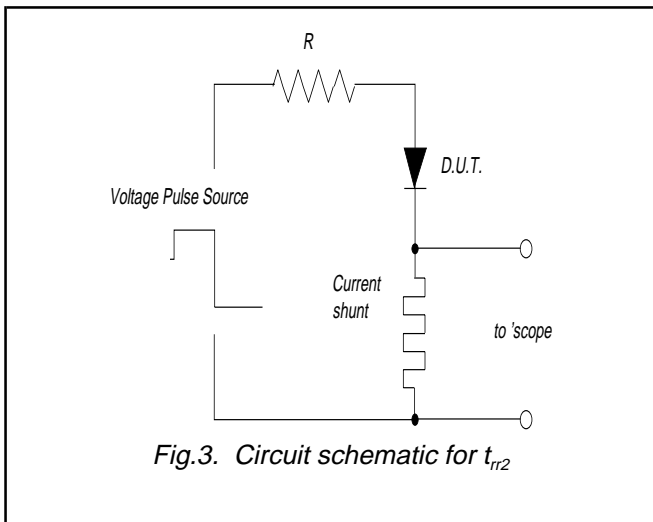 R
D.U.T.
Voltage Pulse Source
Current
shunt
to 'scope
Fig.3. Circuit schematic for trr2